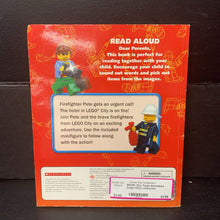 READ ALOUD
Dear Parents,
This book is perfect for
reading together with your
child. Encourage your child to
sound out words and pick out
items from the images.
Firefighter Pete gets an urgent call!
The hotel in LEGO® City is on fire!
Join Pete and the brave firefighters
from LEGO City on an exciting
adventure. Use the included
minifigure to follow along
with the action!
SCHOLASTIC